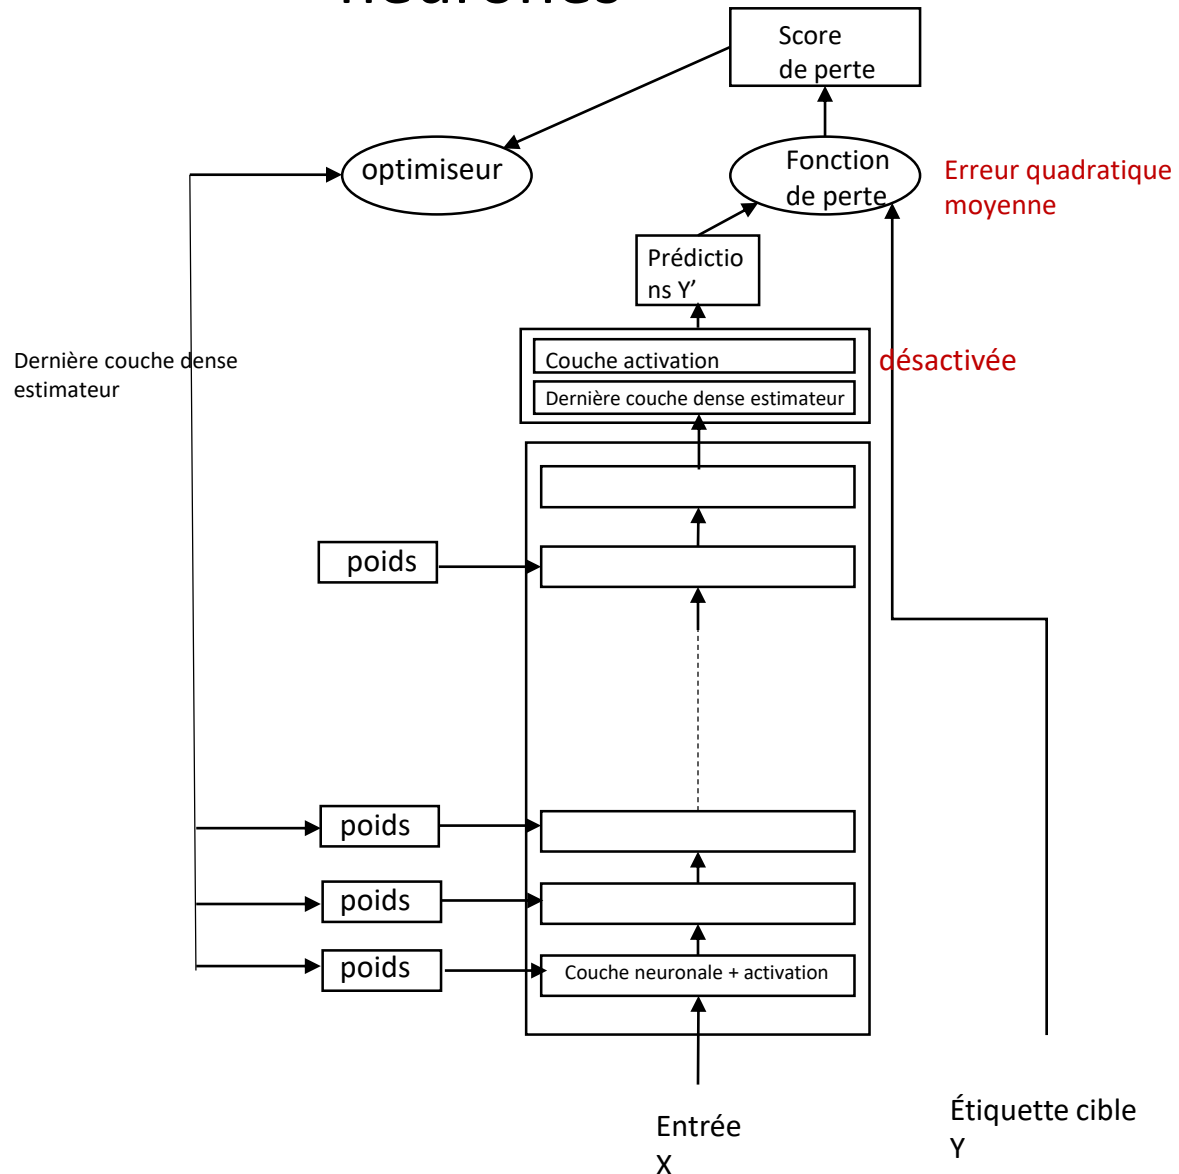 neurones
Score
de perte
optimiseur
Fonction
de perte
Erreur quadratique
moyenne
Prédictio
ns Y’
Couche activation
désactivée
Dernière couche dense
estimateur
Dernière couche dense estimateur
poids
poids
poids
poids
Couche neuronale + activation
Entrée
X
Étiquette cible
Y